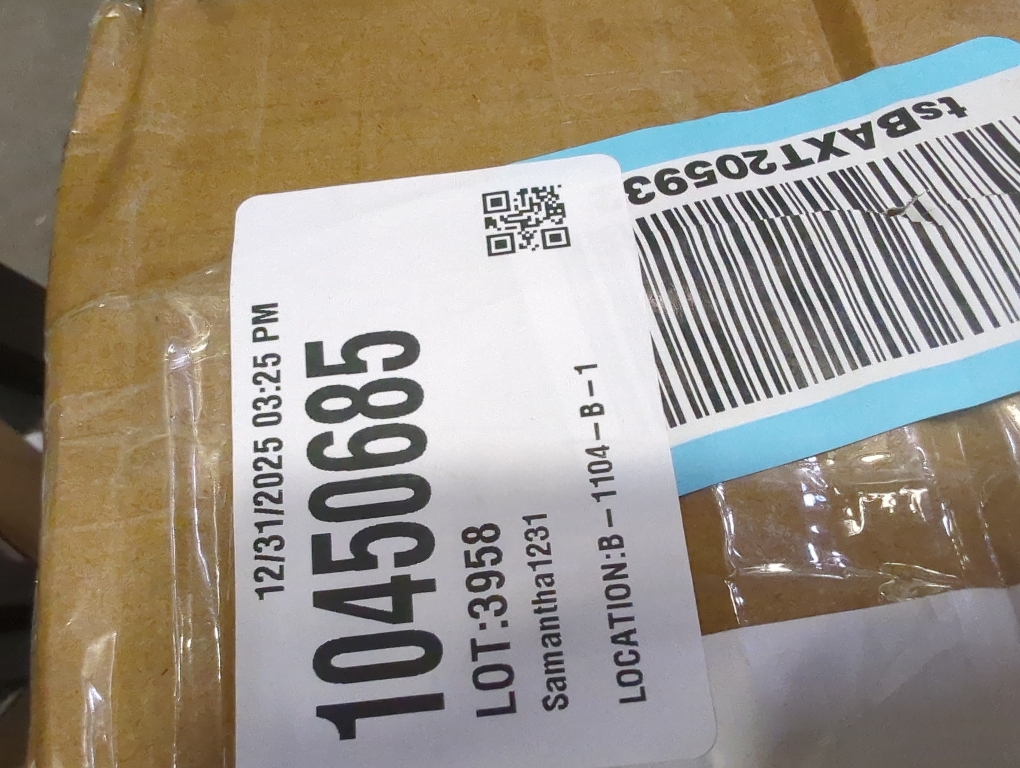 12/31/2025 03:25 PM
10450685
LOT:3958
Samantha1231
LOCATION:B-1104-B-1
tsBAXT20593